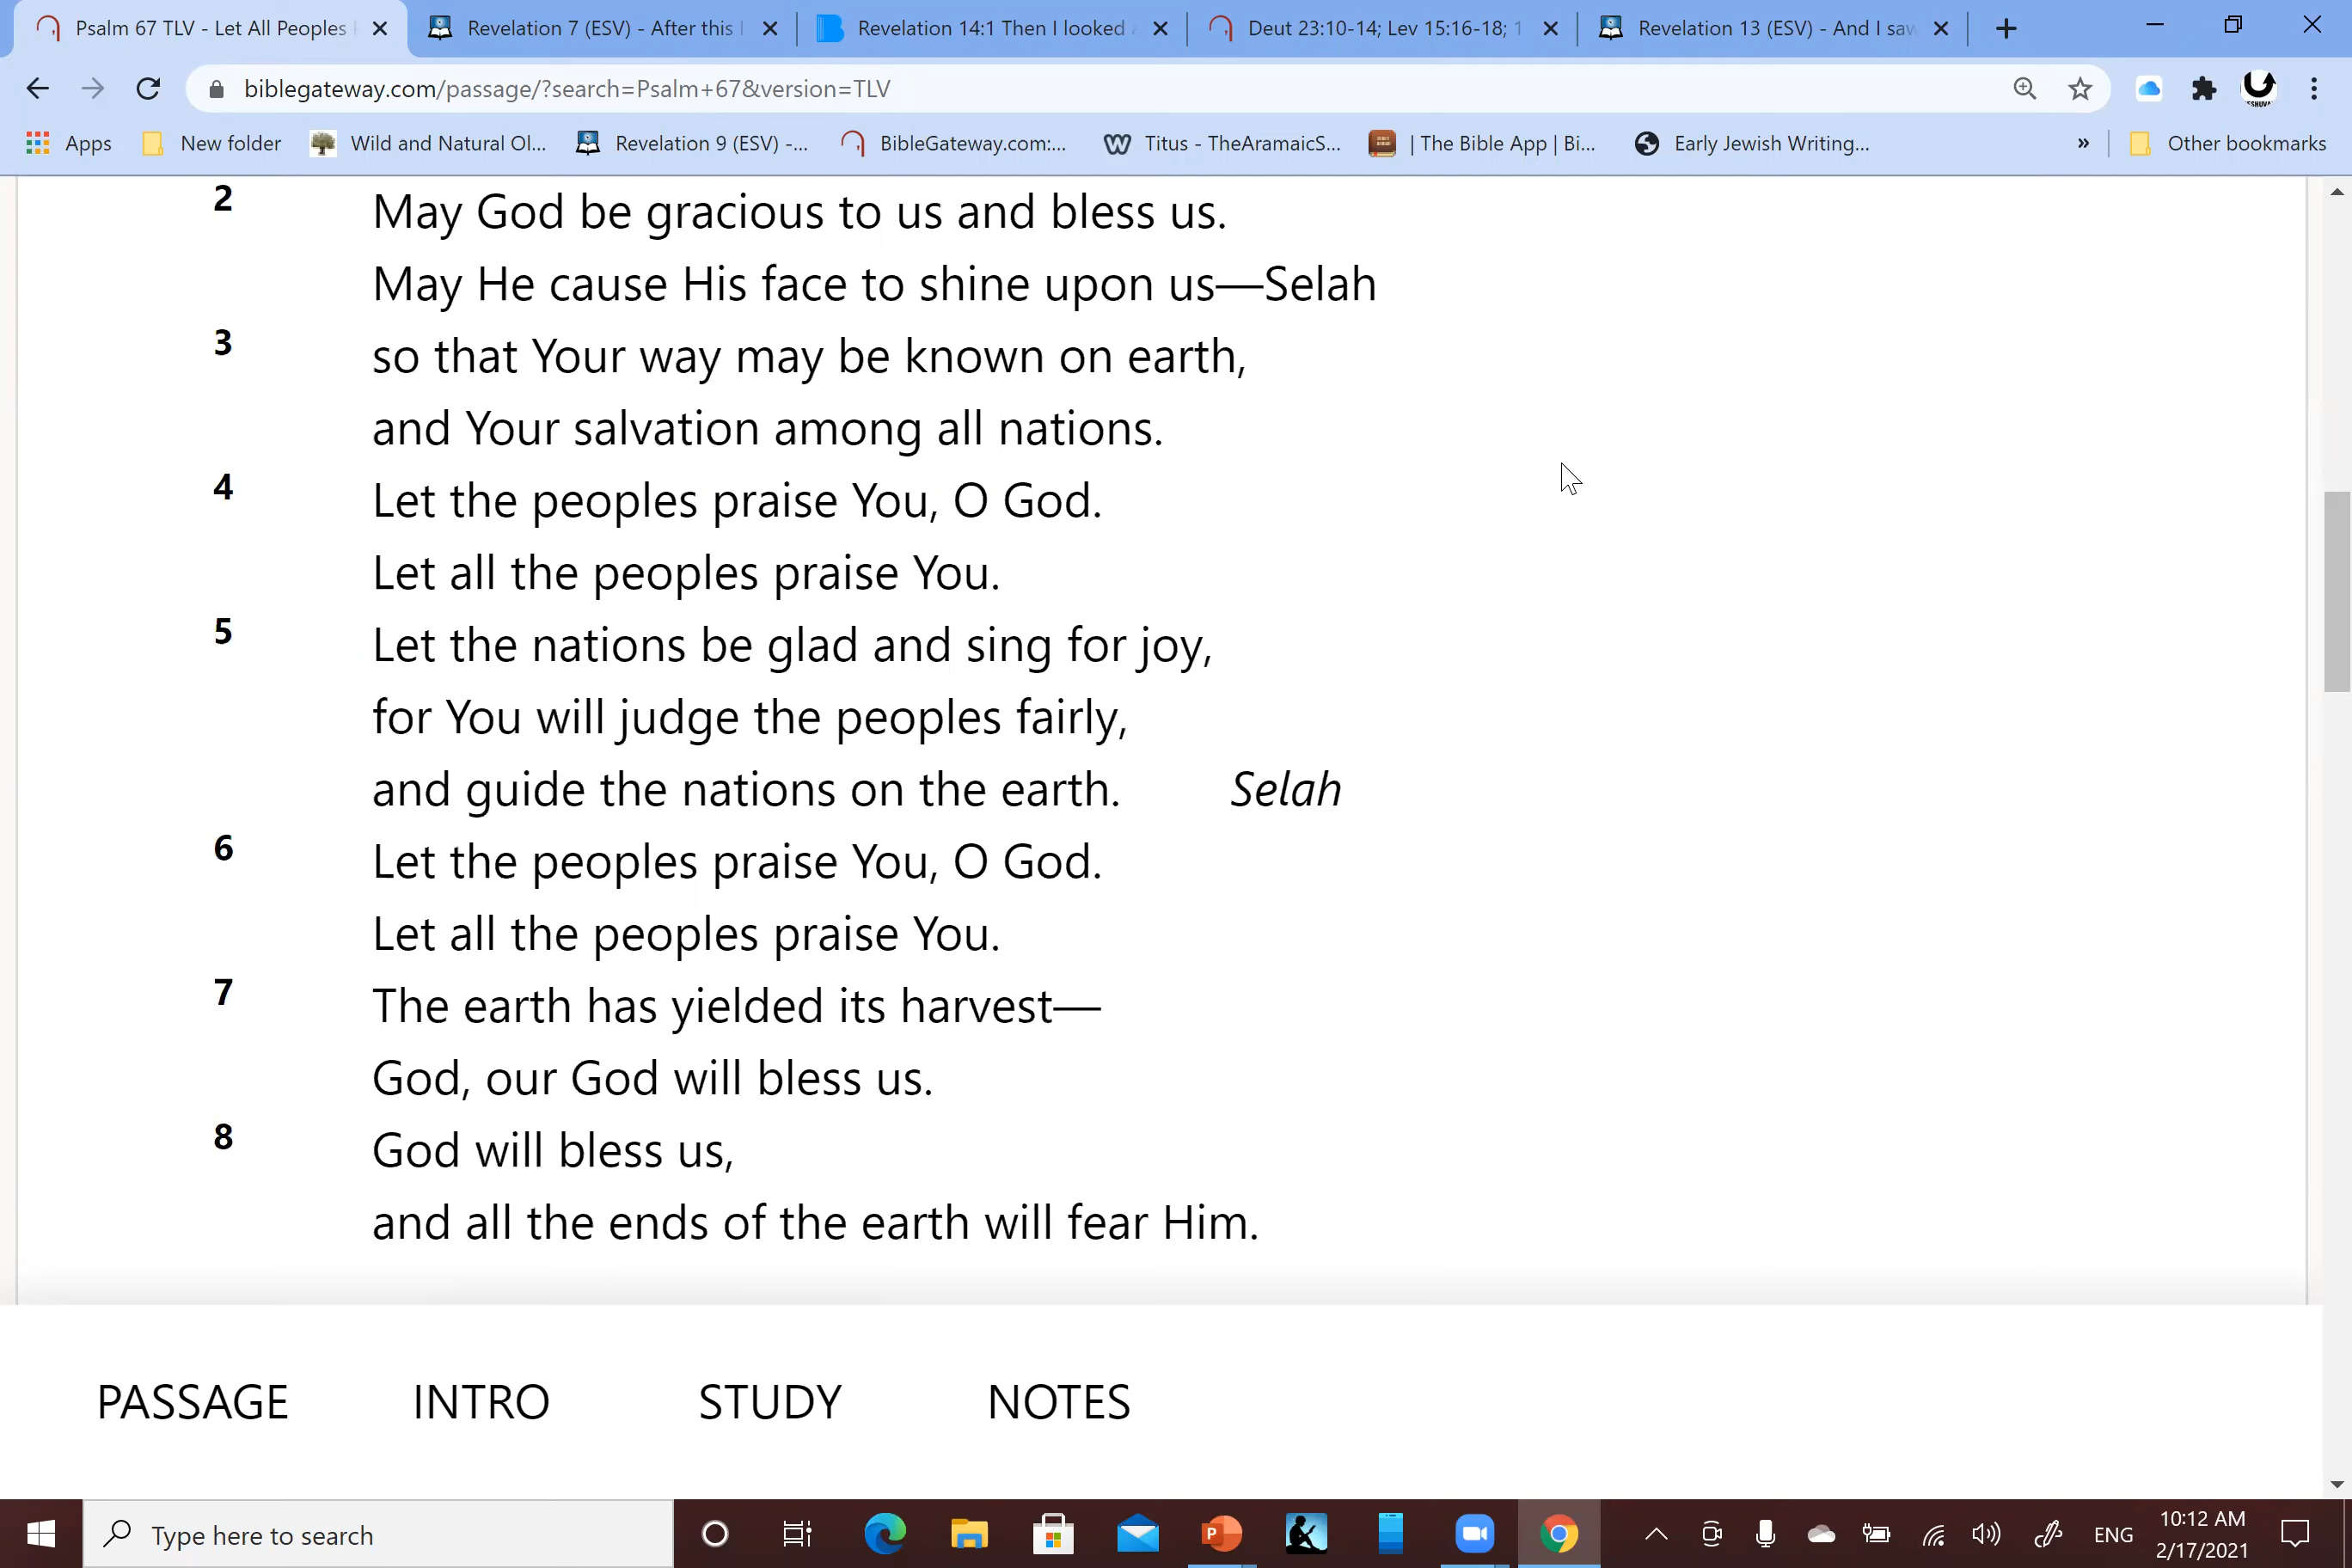 Psalm 67 TLV - Let All Peoples
Revelation 7 (ESV) - After this I
Revelation 14:1 Then I looked a
Deut 23:10-14; Lev 15:16-18; 1
Revelation 13 (ESV) - And I saw
biblegateway.com/passage/?search=Psalm+67&version=TLV
Apps
New folder
Wild and Natural Ol...
Revelation 9 (ESV) -...
BibleGateway.com:...
Titus - TheAramaicS...
| The Bible App | Bi...
Early Jewish Writing...
»
Other bookmarks
2 May God be gracious to us and bless us.
May He cause His face to shine upon us—Selah
3 so that Your way may be known on earth,
and Your salvation among all nations.
4 Let the peoples praise You, O God.
Let all the peoples praise You.
5 Let the nations be glad and sing for joy,
for You will judge the peoples fairly,
and guide the nations on the earth. Selah
6 Let the peoples praise You, O God.
Let all the peoples praise You.
7 The earth has yielded its harvest—
God, our God will bless us.
8 God will bless us,
and all the ends of the earth will fear Him.
PASSAGE INTRO STUDY NOTES
Type here to search
ENG
10:12 AM
2/17/2021